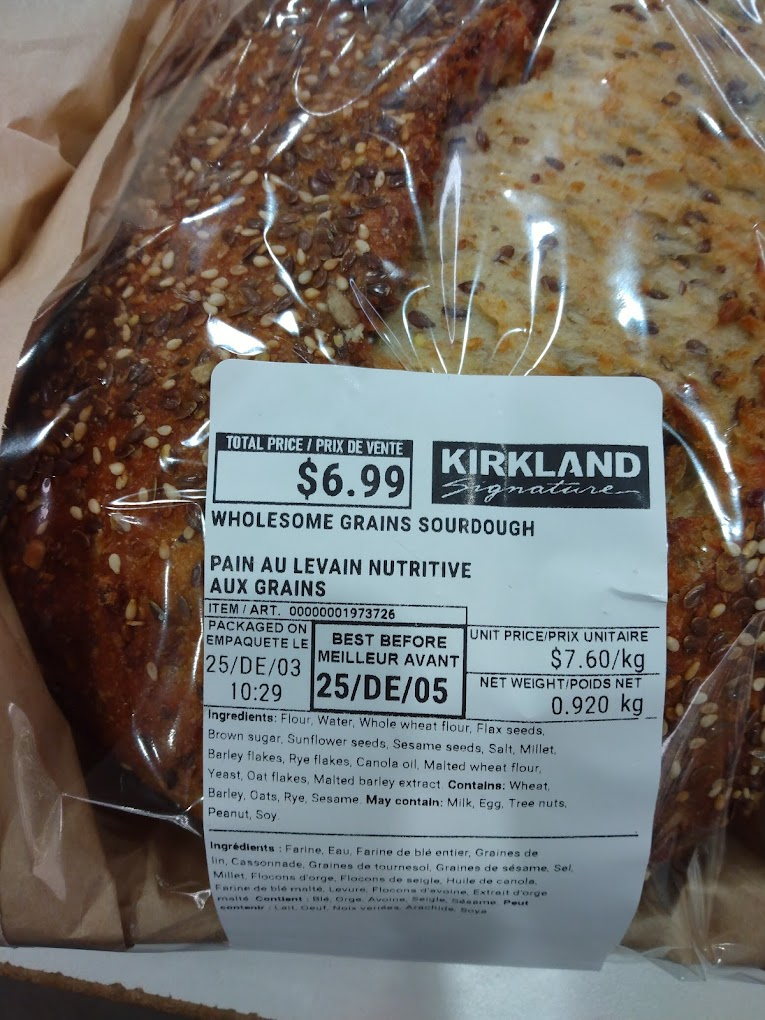 TOTAL PRICE / PRIX DE VENTE
$6.99
KIRKLAND
Signature
WHOLESOME GRAINS SOURDOUGH
PAIN AU LEVAIN NUTRITIVE
AUX GRAINS
ITEM / ART. 00000001973726
PACKAGED ON
EMPAQUETE LE
25/DE/03
10:29
BEST BEFORE
MEILLEUR AVANT
25/DE/05
UNIT PRICE/PRIX UNITAIRE
$7.60/kg
NET WEIGHT/POIDS NET
0.920 kg
Ingredients: Flour, Water, Whole wheat flour, Flax seeds,
Brown sugar, Sunflower seeds, Sesame seeds, Salt, Millet,
Barley flakes, Rye flakes, Canola oil, Malted wheat flour,
Yeast, Oat flakes, Malted barley extract. Contains: Wheat,
Barley, Oats, Rye, Sesame. May contain: Milk, Egg, Tree nuts,
Peanut, Soy.
Ingrédients : Farine, Eau, Farine de blé entier, Graines de
lin, Cassonnade, Graines de tournesol, Graines de sésame, Sel,
Millet, Flocons d'orge, Flocons de seigle, Huile de canola,
Farine de blé malté, Levure, Flocons d'avoine, Extrait d'orge
malté. Contient : Blé, Orge, Avoine, Seigle, Sésame. Peut
contenir : Lait, Oeuf, Noix variées, Arachide, Soya